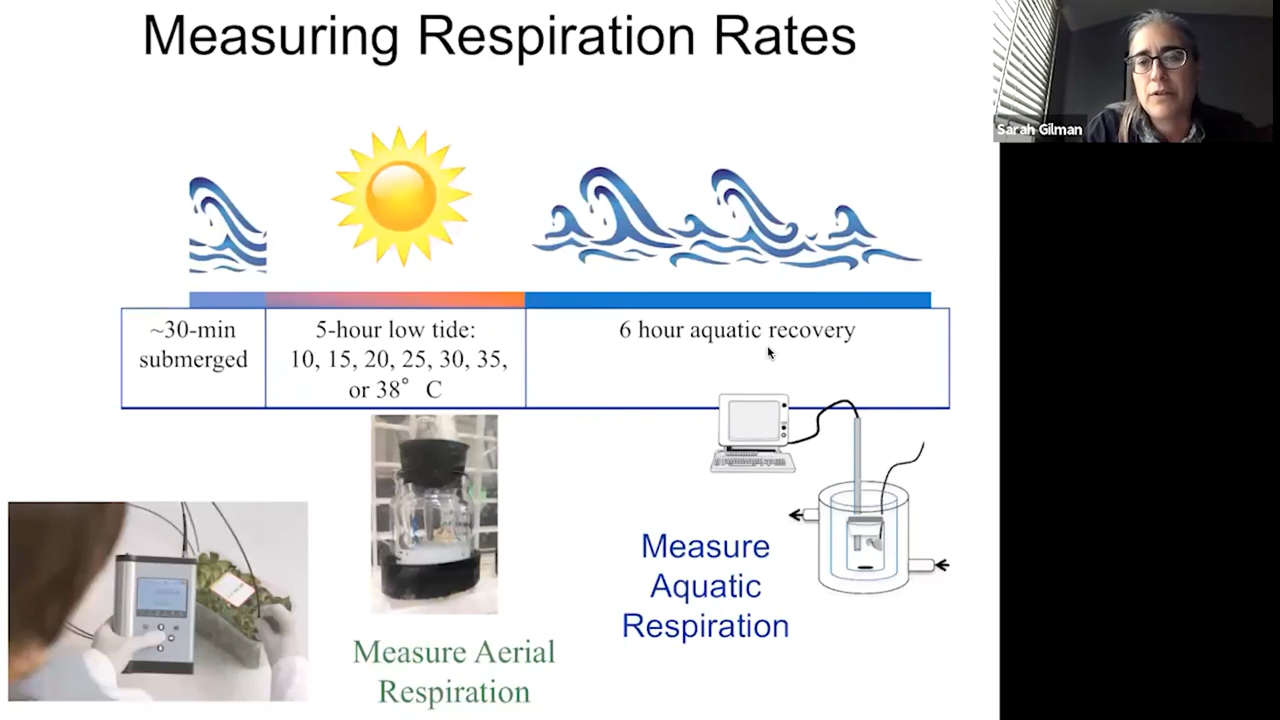 Measuring Respiration Rates
Sarah Gilman
~30-min
submerged
5-hour low tide:
10, 15, 20, 25, 30, 35,
or 38° C
6 hour aquatic recovery
Measure
Aquatic
Respiration
Measure Aerial
Respiration